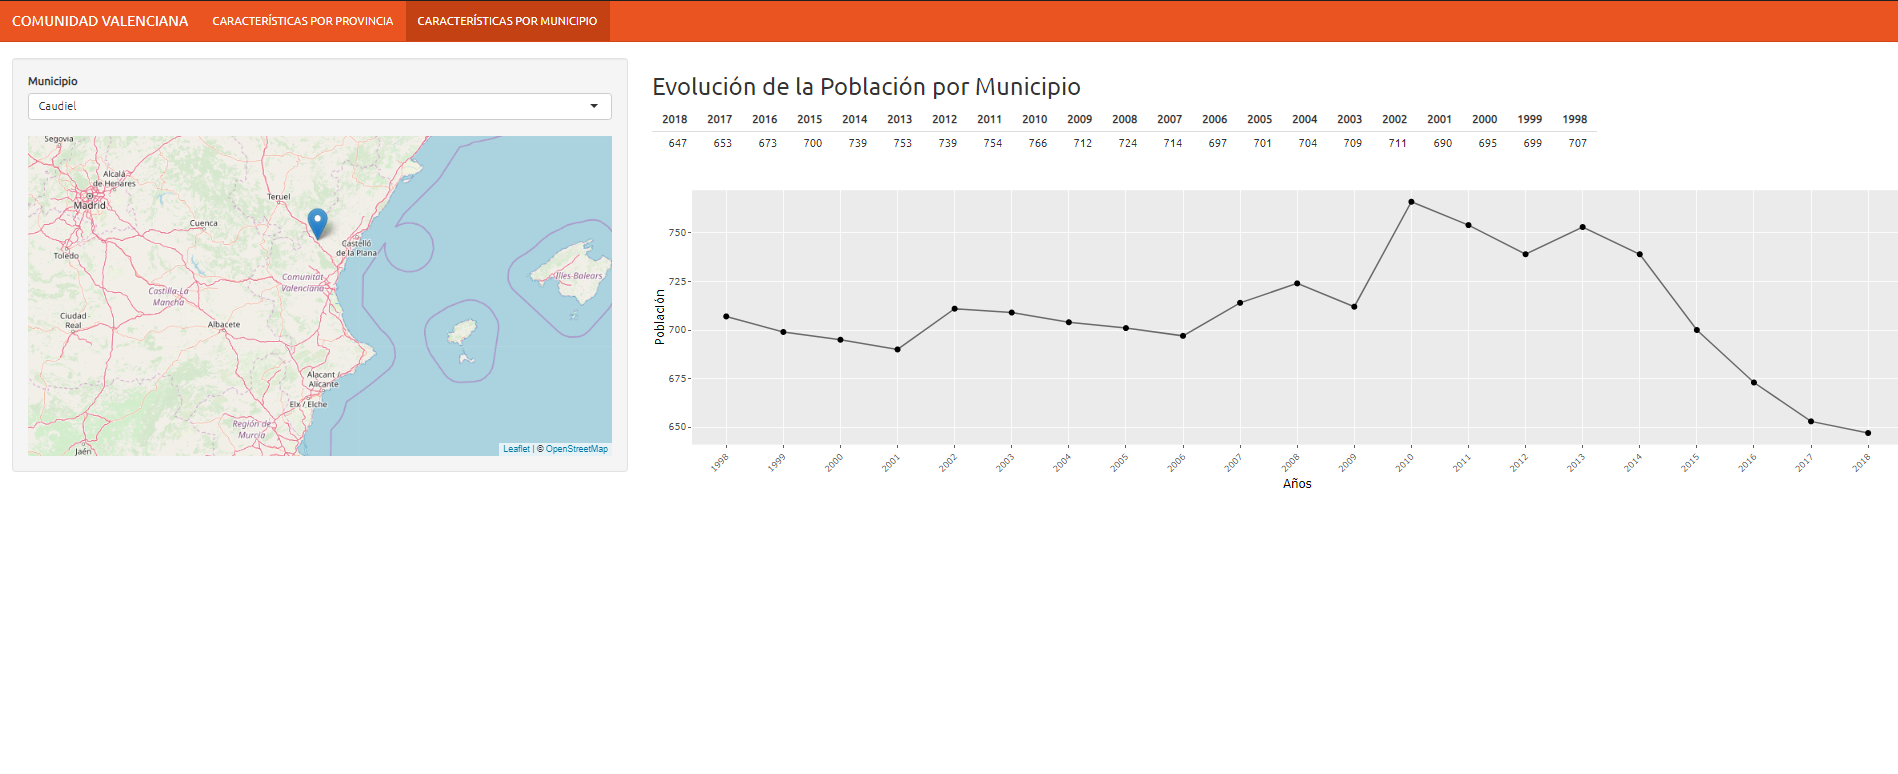 COMUNIDAD VALENCIANA CARACTERÍSTICAS POR PROVINCIA CARACTERÍSTICAS POR MUNICIPIO
Municipio
Caudiel
Segovia
Alcalá
de Henares
Madrid
Teruel
Cuenca
Toledo
Castelló
de la Plana
Comunitat
Valenciana
Illes Balears
Castilla-La
Mancha
Ciudad
Real
Albacete
Alacant /
Alicante
Elx / Elche
Región de
Murcia
Jaén
Leaflet | © OpenStreetMap
Evolución de la Población por Municipio
2018 2017 2016 2015 2014 2013 2012 2011 2010 2009 2008 2007 2006 2005 2004 2003 2002 2001 2000 1999 1998
647 653 673 700 739 753 739 754 766 712 724 714 697 701 704 709 711 690 695 699 707
Población
750
725
700
675
650
1998 1999 2000 2001 2002 2003 2004 2005 2006 2007 2008 2009 2010 2011 2012 2013 2014 2015 2016 2017 2018
Años